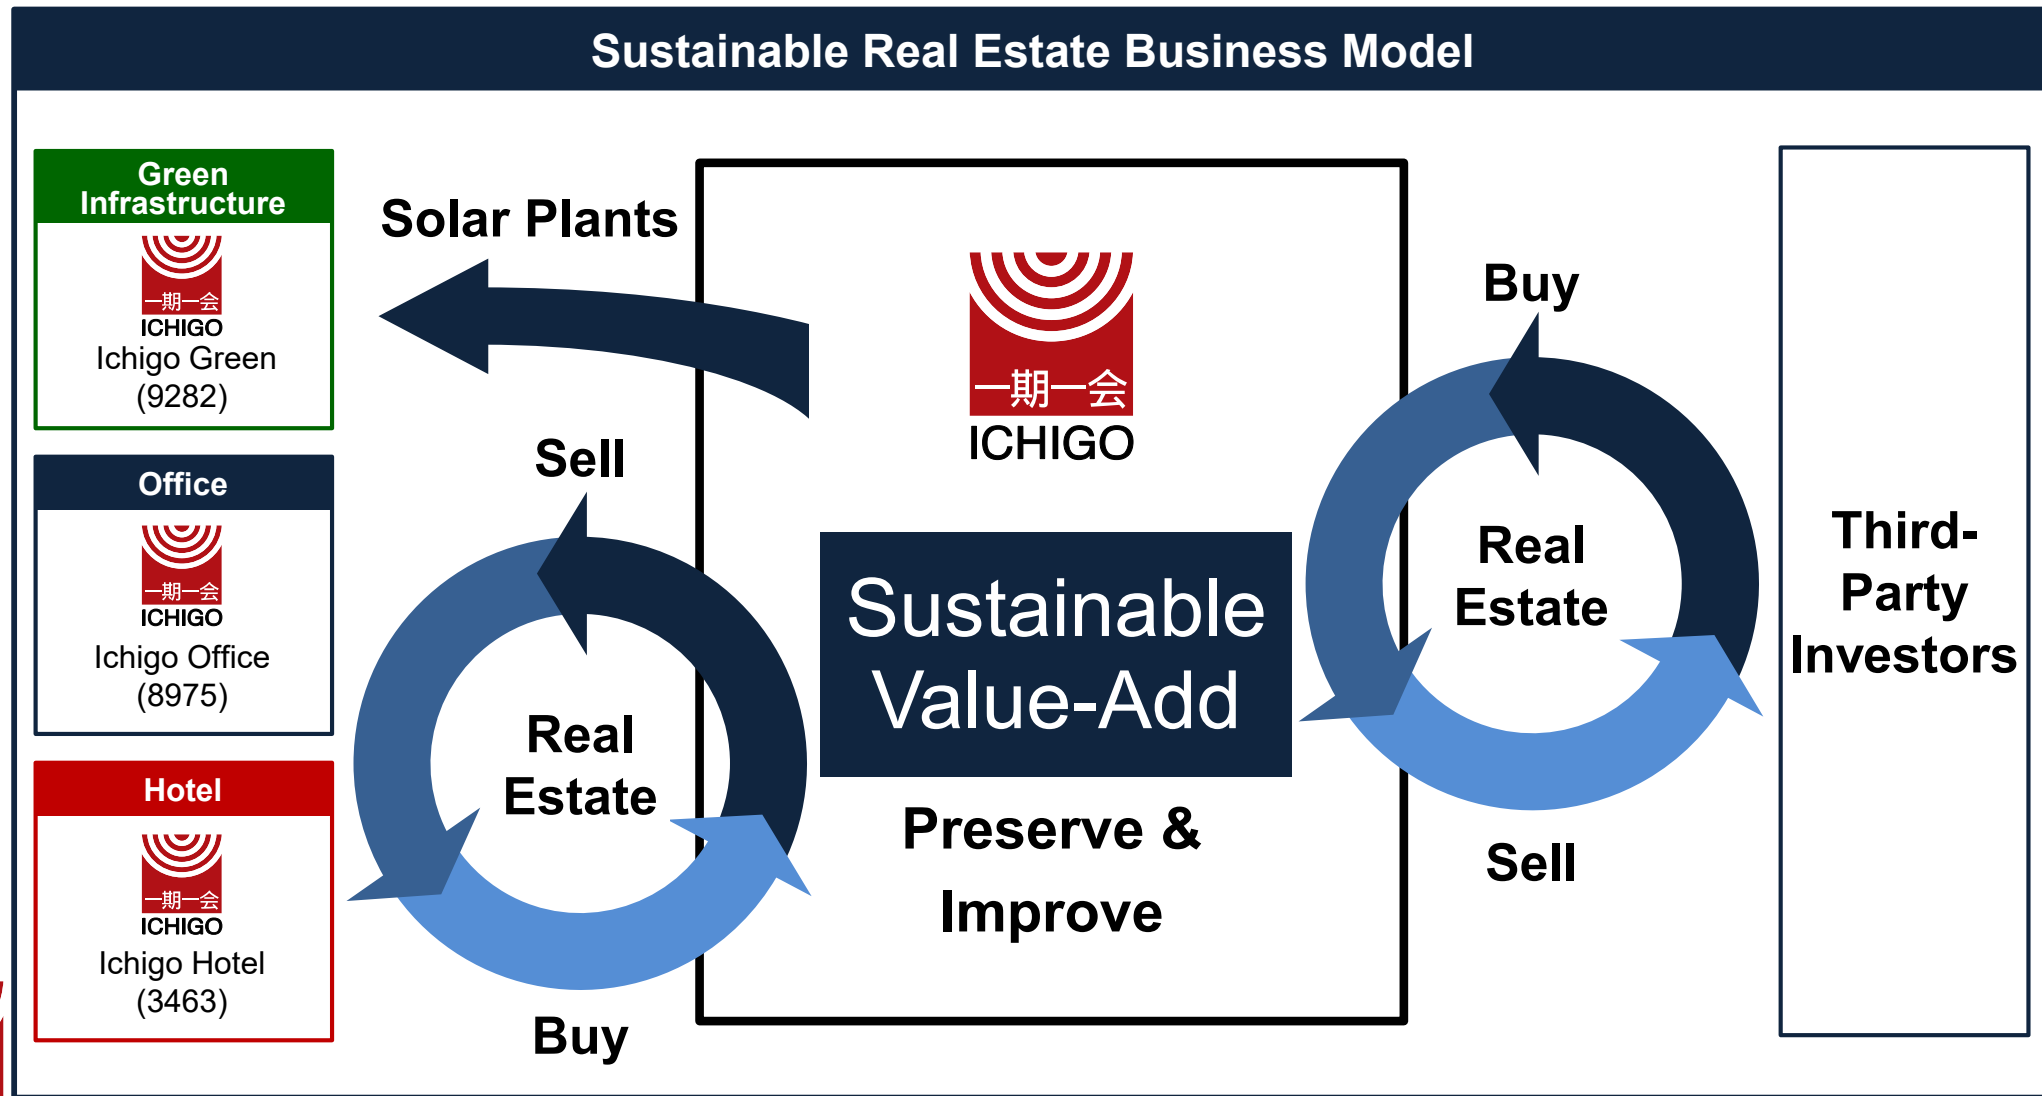 Sustainable Real Estate Business Model
Green
Infrastructure
一期一会
ICHIGO
Ichigo Green
(9282)
Office
一期一会
ICHIGO
Ichigo Office
(8975)
Hotel
一期一会
ICHIGO
Ichigo Hotel
(3463)
Solar Plants
Sell
Real
Estate
Buy
一期一会
ICHIGO
Sustainable
Value-Add
Preserve &
Improve
Buy
Real
Estate
Sell
Third-
Party
Investors